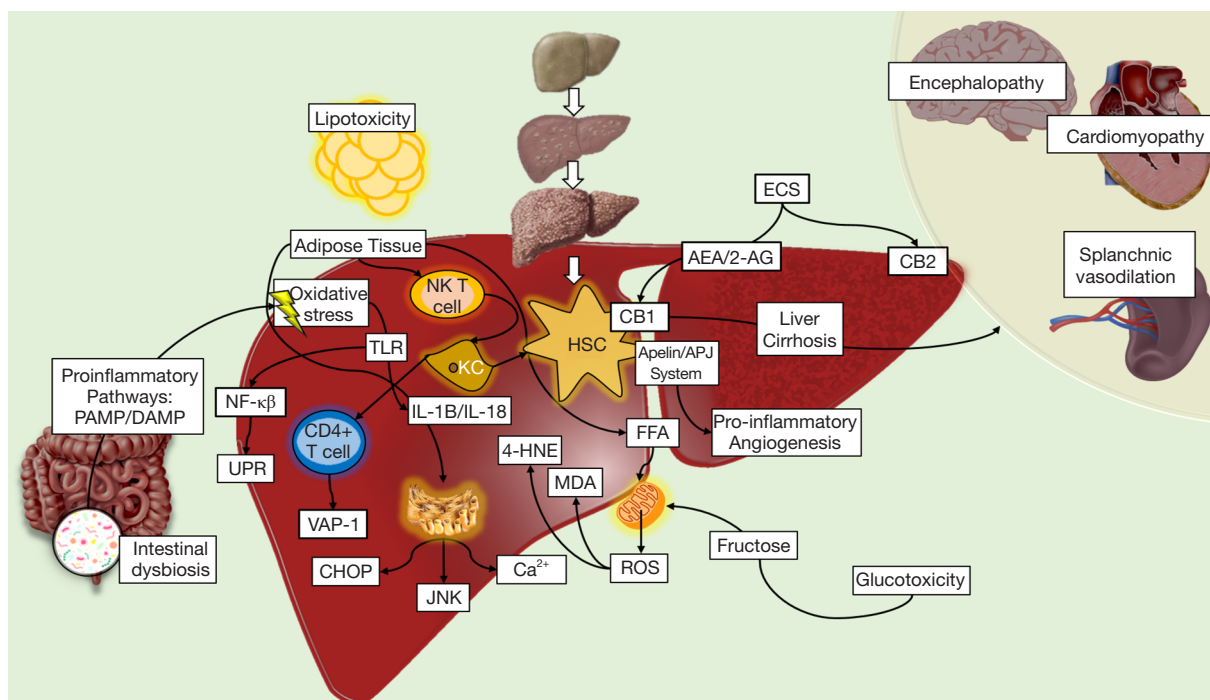 Lipotoxicity
Encephalopathy
Cardiomyopathy
ECS
Adipose Tissue
AEA/2-AG
CB2
Splanchnic
vasodilation
NK T
cell
Oxidative
stress
CB1
Liver
Cirrhosis
HSC
TLR
KC
Apelin/APJ
System
Proinflammatory
Pathways:
PAMP/DAMP
NF-κβ
IL-1B/IL-18
Pro-inflammatory
Angiogenesis
CD4+
T cell
FFA
4-HNE
UPR
MDA
VAP-1
Intestinal
dysbiosis
Fructose
CHOP
Ca²⁺
ROS
Glucotoxicity
JNK